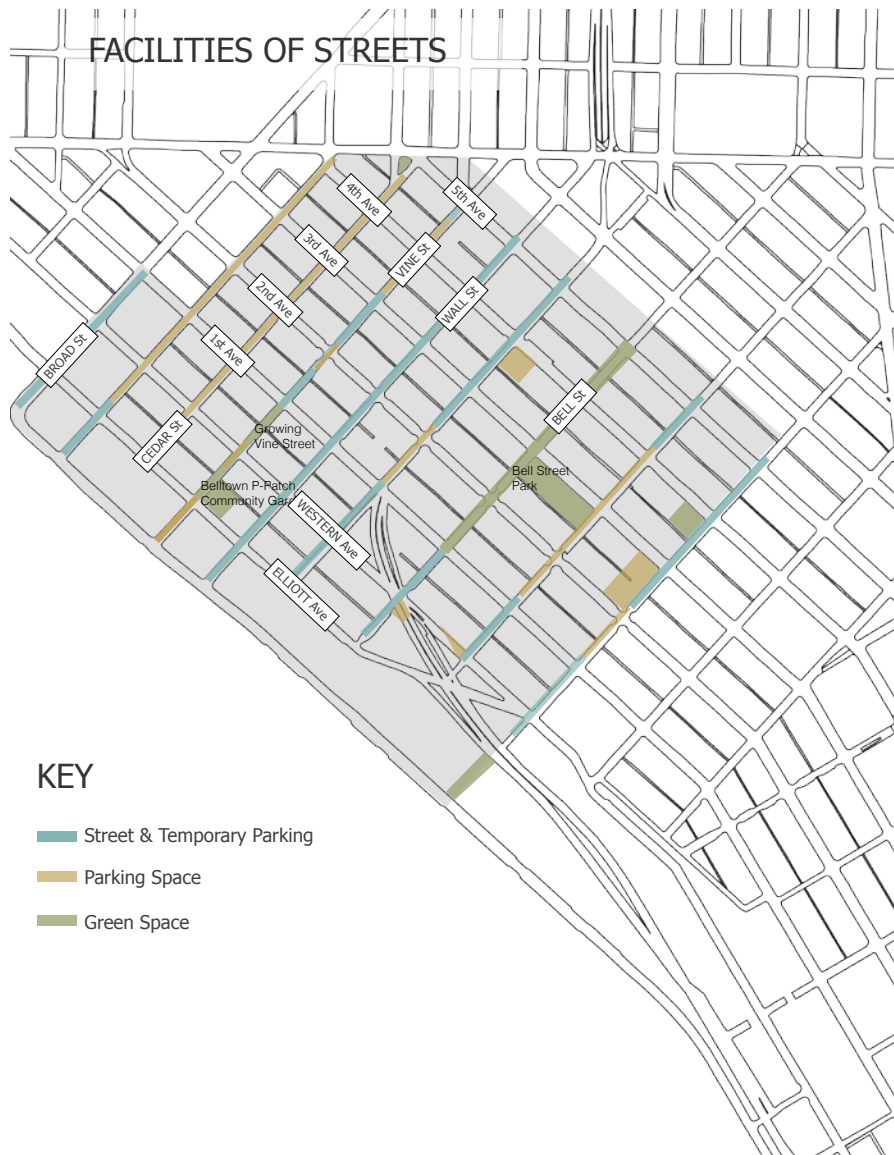 FACILITIES OF STREETS
4th Ave
5th Ave
3rd Ave
VINE St
2nd Ave
WALL St
1st Ave
BROAD St
BELL St
CEDAR St
Growing
Vine Street
Bell Street
Park
Belltown P-Patch
Community Gar
WESTERN Ave
ELLIOTT Ave
KEY
Street & Temporary Parking
Parking Space
Green Space